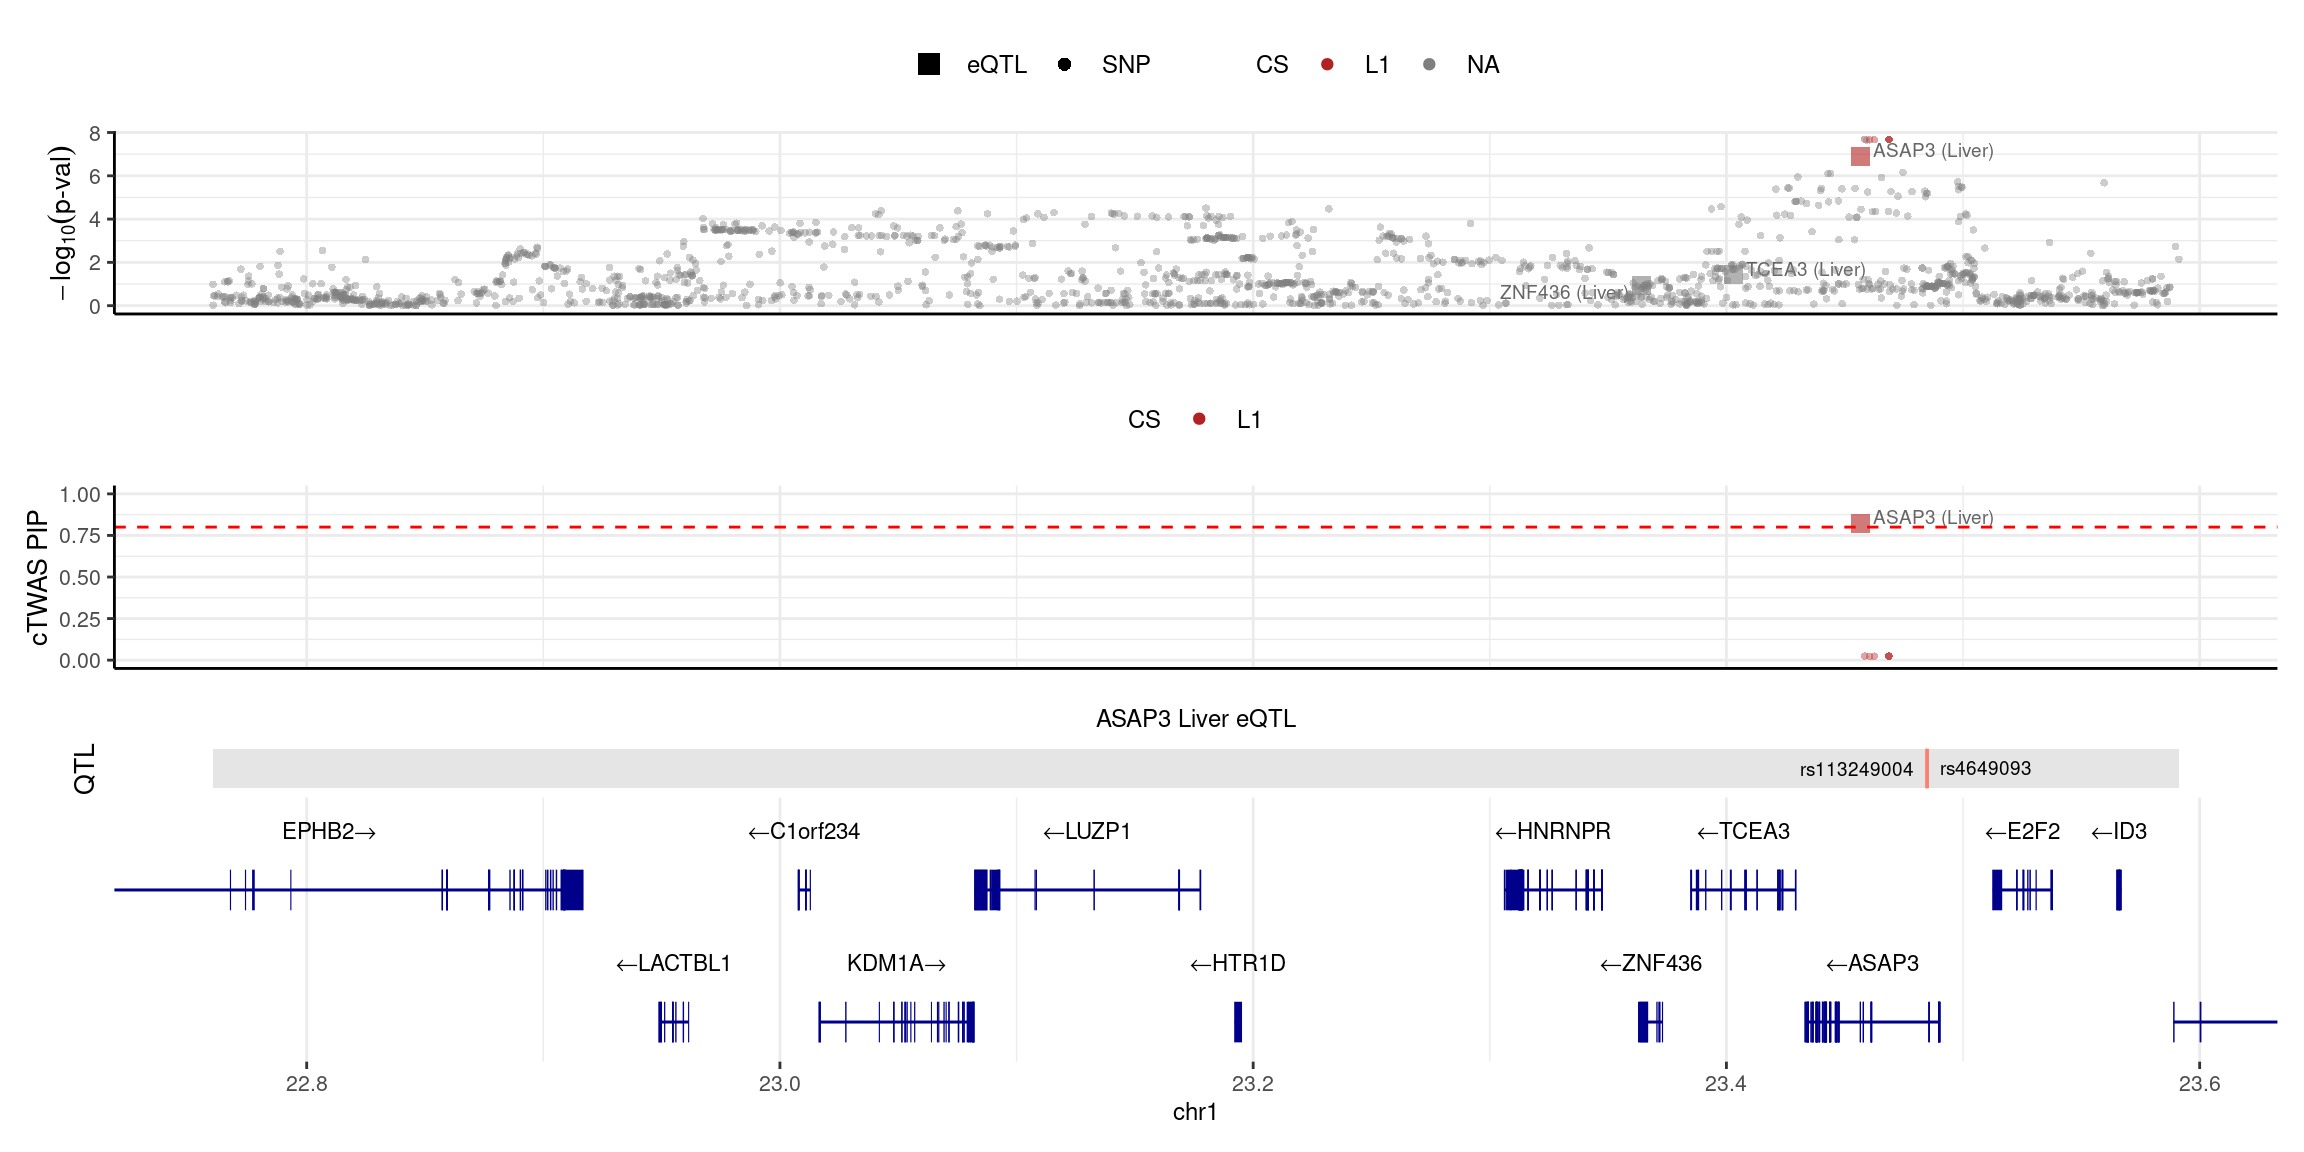 eQTL SNP CS L1 NA
−log10(p-val)
8
6
4
2
0
ASAP3 (Liver)
TCEA3 (Liver)
ZNF436 (Liver)
CS L1
cTWAS PIP
1.00
0.75
0.50
0.25
0.00
ASAP3 (Liver)
ASAP3 Liver eQTL
QTL
rs113249004 rs4649093
EPHB2→ ←C1orf234 ←LUZP1 ←HNRNPR ←TCEA3 ←E2F2 ←ID3
←LACTBL1 KDM1A→ ←HTR1D ←ZNF436 ←ASAP3
22.8 23.0 23.2 23.4 23.6
chr1